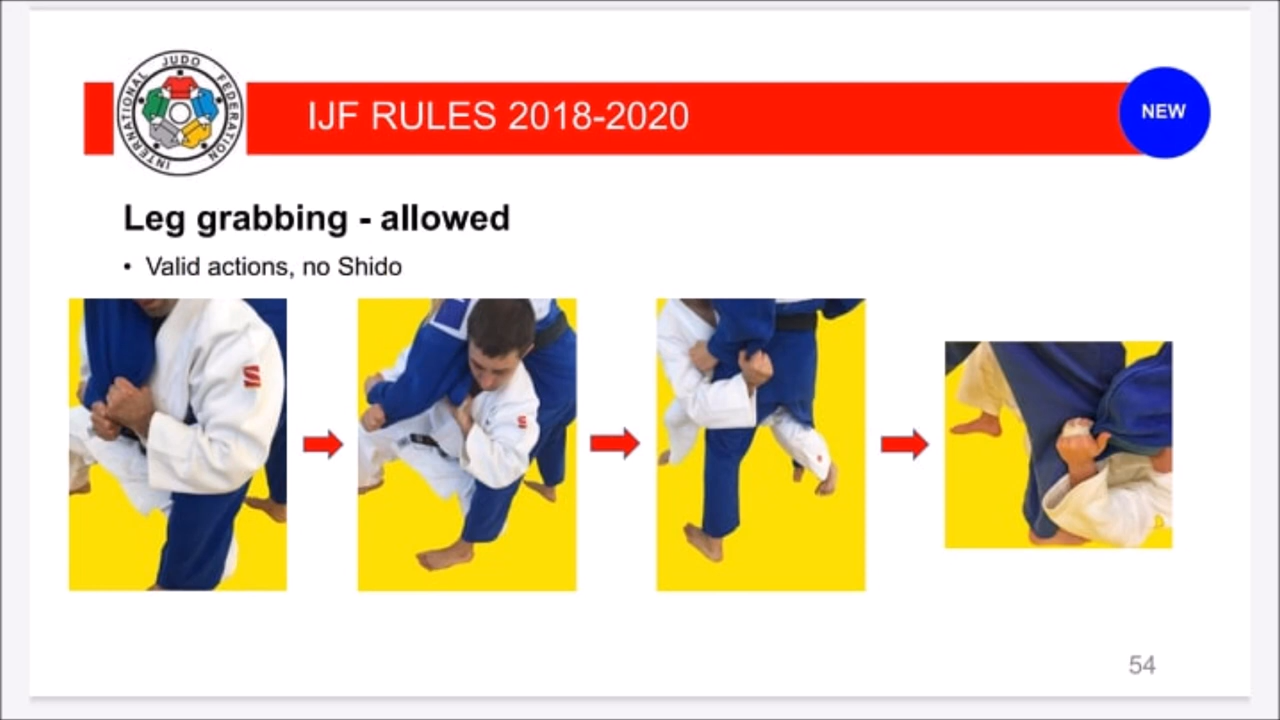 INTERNATIONAL JUDO FEDERATION
IJF RULES 2018-2020
NEW
Leg grabbing - allowed
• Valid actions, no Shido
54